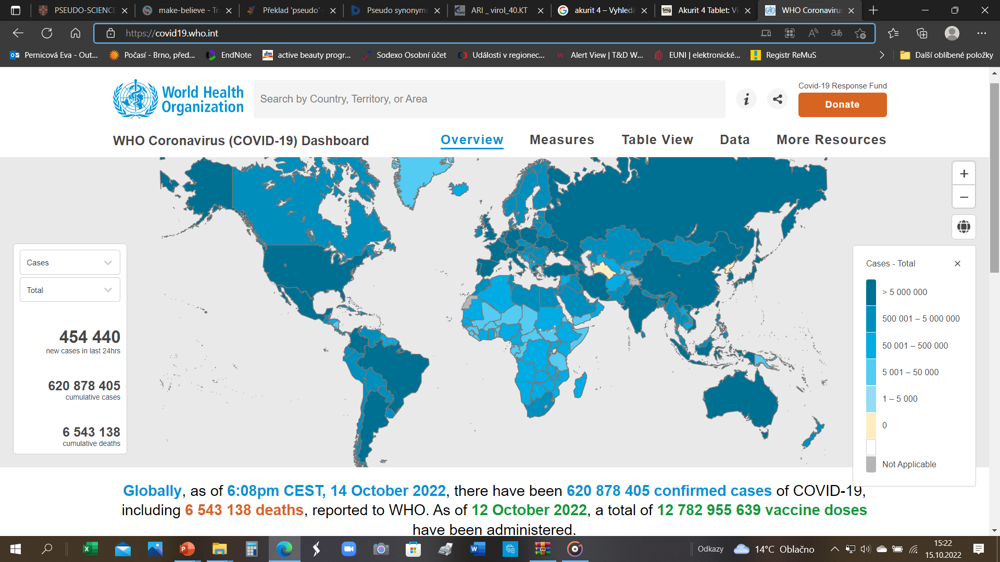 PSEUDO-SCIENCE
make-believe - Tra
Překlad 'pseudo' -
Pseudo synonyms
ARI _ virol_40.KT
akurit 4 – Vyhledá
Akurit 4 Tablet: Vi
WHO Coronavirus
https://covid19.who.int
Pernicová Eva - Out...
Počasí - Brno, před...
EndNote
active beauty progr...
Sodexo Osobní účet
Události v regionec...
Alert View | T&D W...
EUNI | elektronické...
Registr ReMuS
Další oblíbené položky
World Health
Organization
Search by Country, Territory, or Area
Covid-19 Response Fund
Donate
WHO Coronavirus (COVID-19) Dashboard
Overview
Measures
Table View
Data
More Resources
Cases
Total
454 440
new cases in last 24hrs
620 878 405
cumulative cases
6 543 138
cumulative deaths
Cases - Total
> 5 000 000
500 001 – 5 000 000
50 001 – 500 000
5 001 – 50 000
1 – 5 000
0
Not Applicable
Globally, as of 6:08pm CEST, 14 October 2022, there have been 620 878 405 confirmed cases of COVID-19,
including 6 543 138 deaths, reported to WHO. As of 12 October 2022, a total of 12 782 955 639 vaccine doses
have been administered.
Odkazy
14°C Oblačno
15:22
15.10.2022